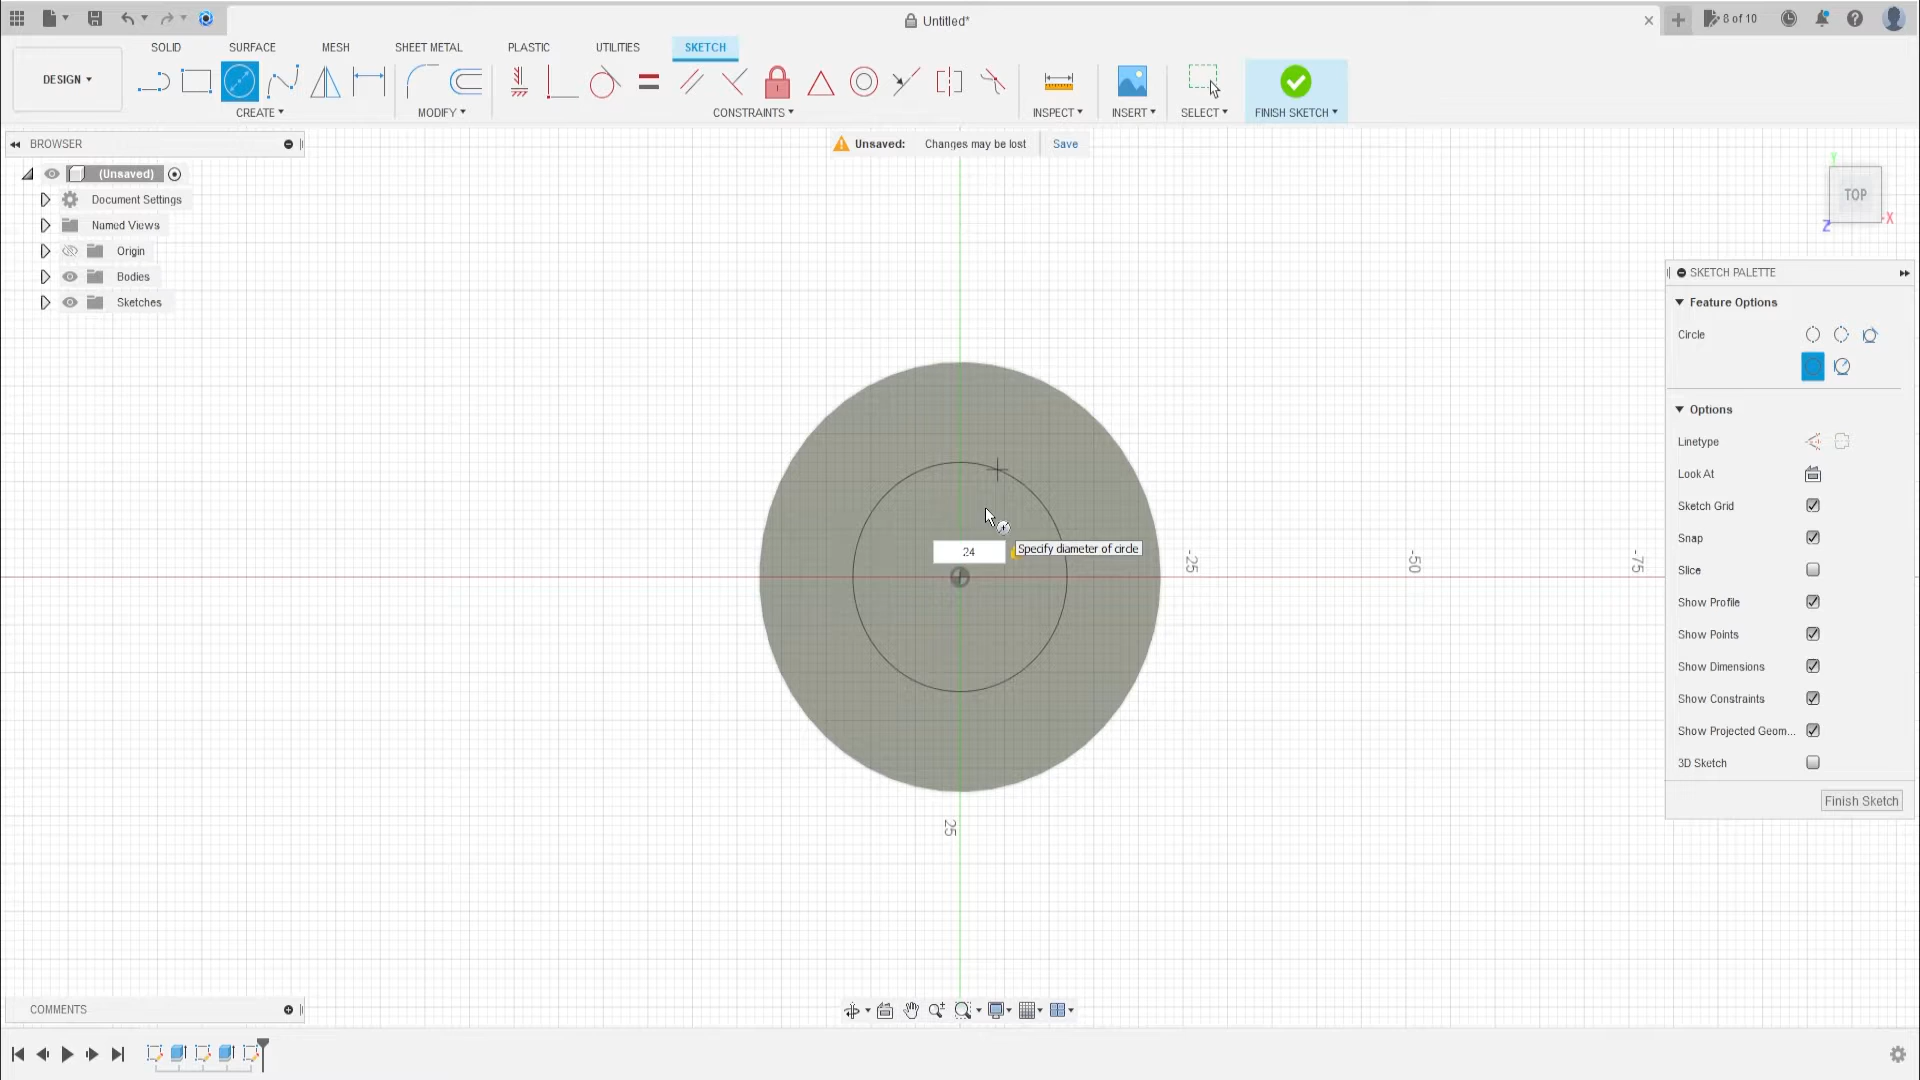 Untitled*
8 of 10
SOLID
SURFACE
MESH
SHEET METAL
PLASTIC
UTILITIES
SKETCH
DESIGN
CREATE
MODIFY
CONSTRAINTS
INSPECT
INSERT
SELECT
FINISH SKETCH
BROWSER
Unsaved: Changes may be lost Save
(Unsaved)
Document Settings
Named Views
Origin
Bodies
Sketches
TOP
Y
-X
Z
SKETCH PALETTE
Feature Options
Circle
Options
Linetype
Look At
Sketch Grid
Snap
Slice
Show Profile
Show Points
Show Dimensions
Show Constraints
Show Projected Geom...
3D Sketch
Finish Sketch
24
Specify diameter of circle
-25
-50
-75
25
COMMENTS